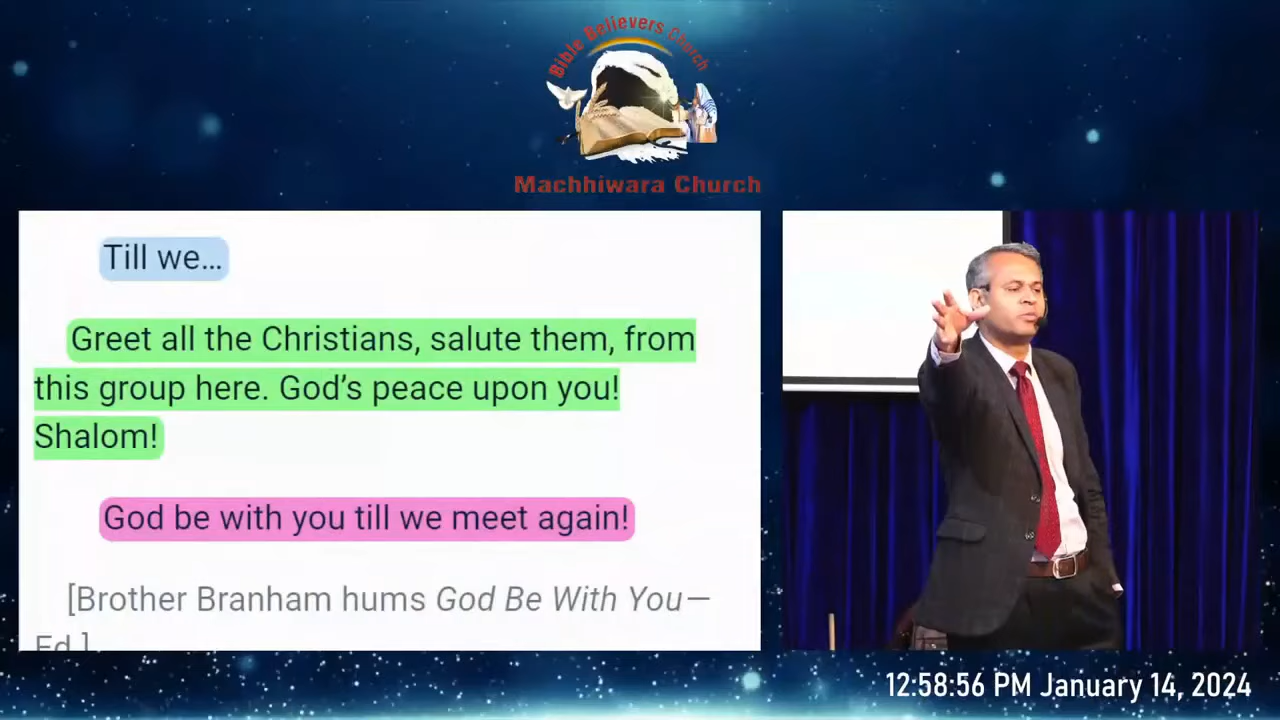 Bible Believers Church
Machhiwara Church
Till we…
Greet all the Christians, salute them, from
this group here. God’s peace upon you!
Shalom!
God be with you till we meet again!
[Brother Branham hums God Be With You—
Ed.]
12:58:56 PM January 14, 2024